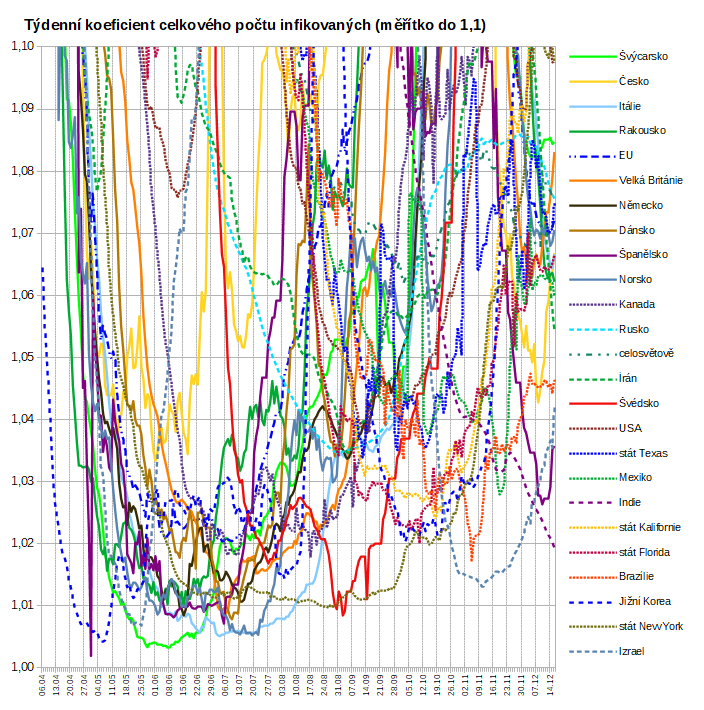 Týdenní koeficient celkového počtu infikovaných (měřítko do 1,1)
1,10
1,09
1,08
1,07
1,06
1,05
1,04
1,03
1,02
1,01
1,00
06.04 13.04 20.04 27.04 04.05 11.05 18.05 25.05 01.06 08.06 15.06 22.06 29.06 06.07 13.07 20.07 27.07 03.08 10.08 17.08 24.08 31.08 07.09 14.09 21.09 28.09 05.10 12.10 19.10 26.10 02.11 09.11 16.11 23.11 30.11 07.12 14.12
Švýcarsko
Česko
Itálie
Rakousko
EU
Velká Británie
Německo
Dánsko
Španělsko
Norsko
Kanada
Rusko
celosvětově
Írán
Švédsko
USA
stát Texas
Mexiko
Indie
stát Kalifornie
stát Florida
Brazílie
Jižní Korea
stát NewYork
Izrael